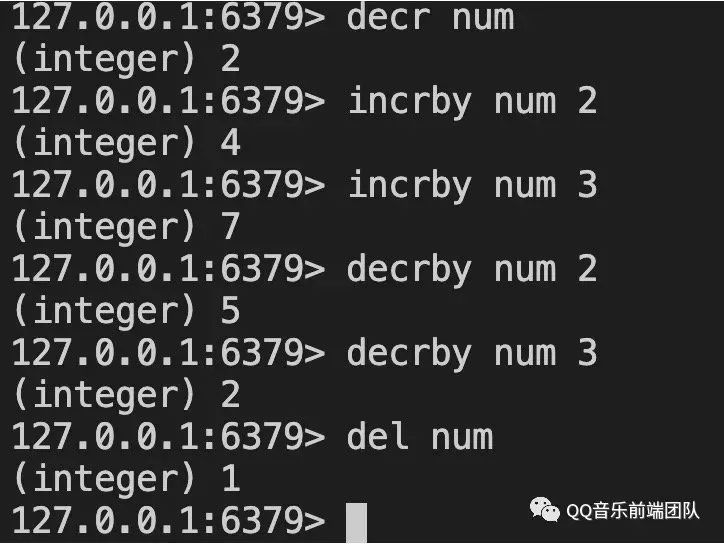 127.0.0.1:6379> decr num
(integer) 2
127.0.0.1:6379> incrby num 2
(integer) 4
127.0.0.1:6379> incrby num 3
(integer) 7
127.0.0.1:6379> decrby num 2
(integer) 5
127.0.0.1:6379> decrby num 3
(integer) 2
127.0.0.1:6379> del num
(integer) 1
127.0.0.1:6379>
QQ音乐前端团队